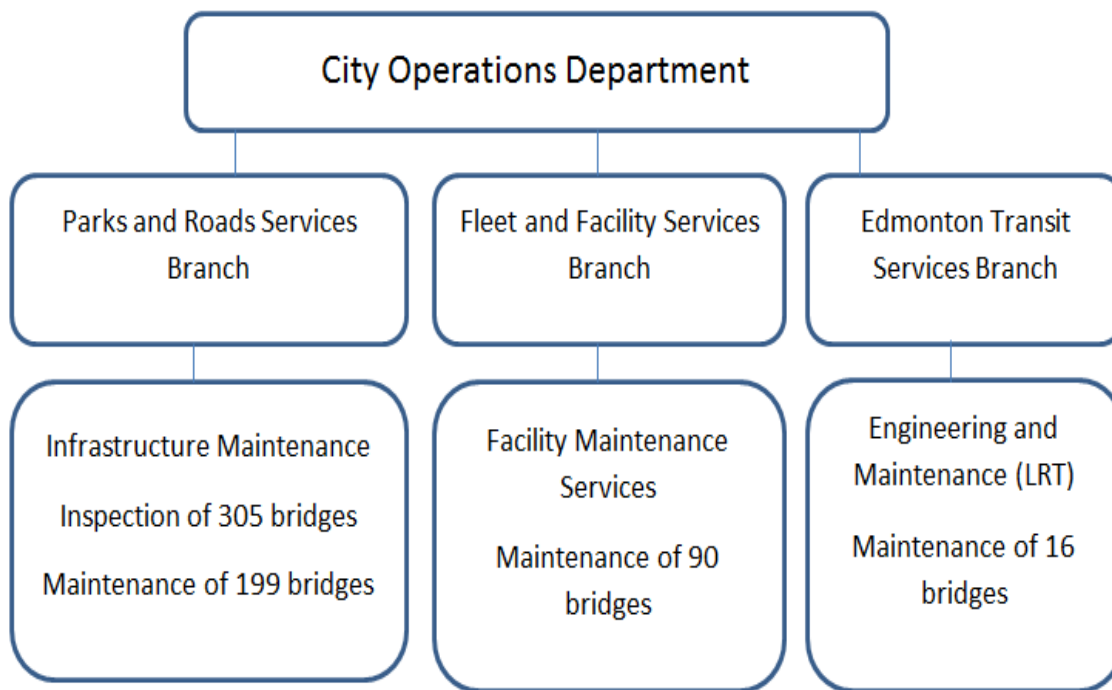 City Operations Department
Parks and Roads Services
Branch
Fleet and Facility Services
Branch
Edmonton Transit
Services Branch
Infrastructure Maintenance
Inspection of 305 bridges
Maintenance of 199 bridges
Facility Maintenance
Services
Maintenance of 90
bridges
Engineering and
Maintenance (LRT)
Maintenance of 16
bridges